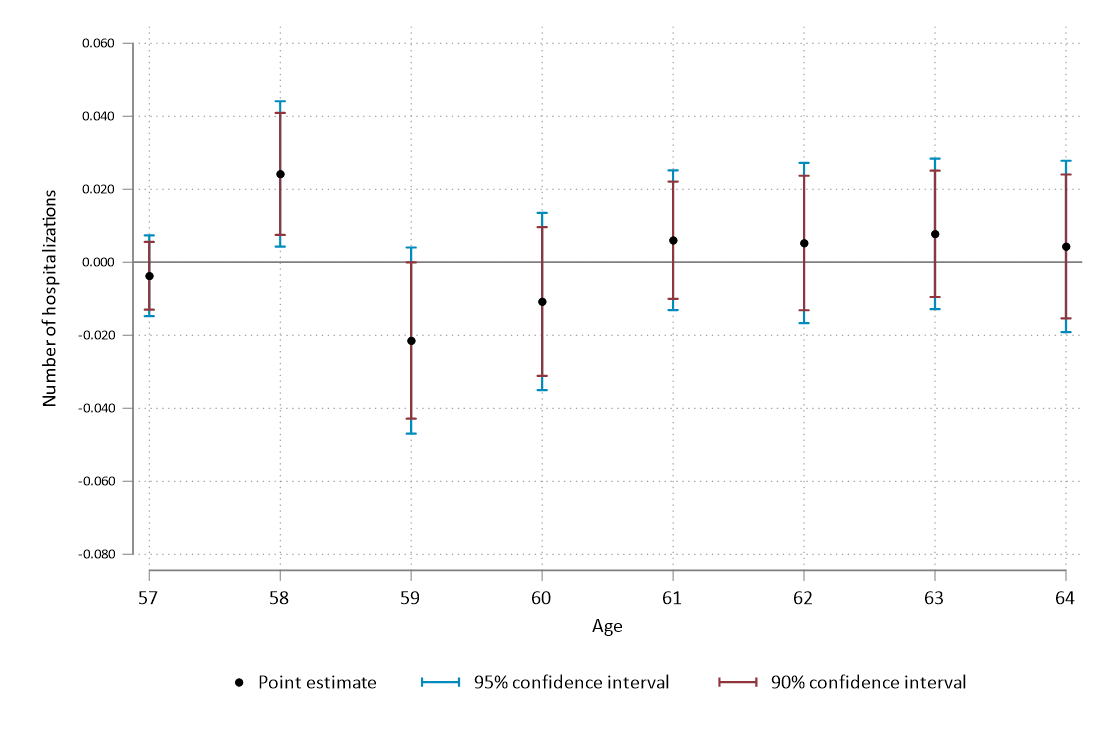 Number of hospitalizations
0.060
0.040
0.020
0.000
-0.020
-0.040
-0.060
-0.080
57 58 59 60 61 62 63 64
Age
Point estimate 95% confidence interval 90% confidence interval